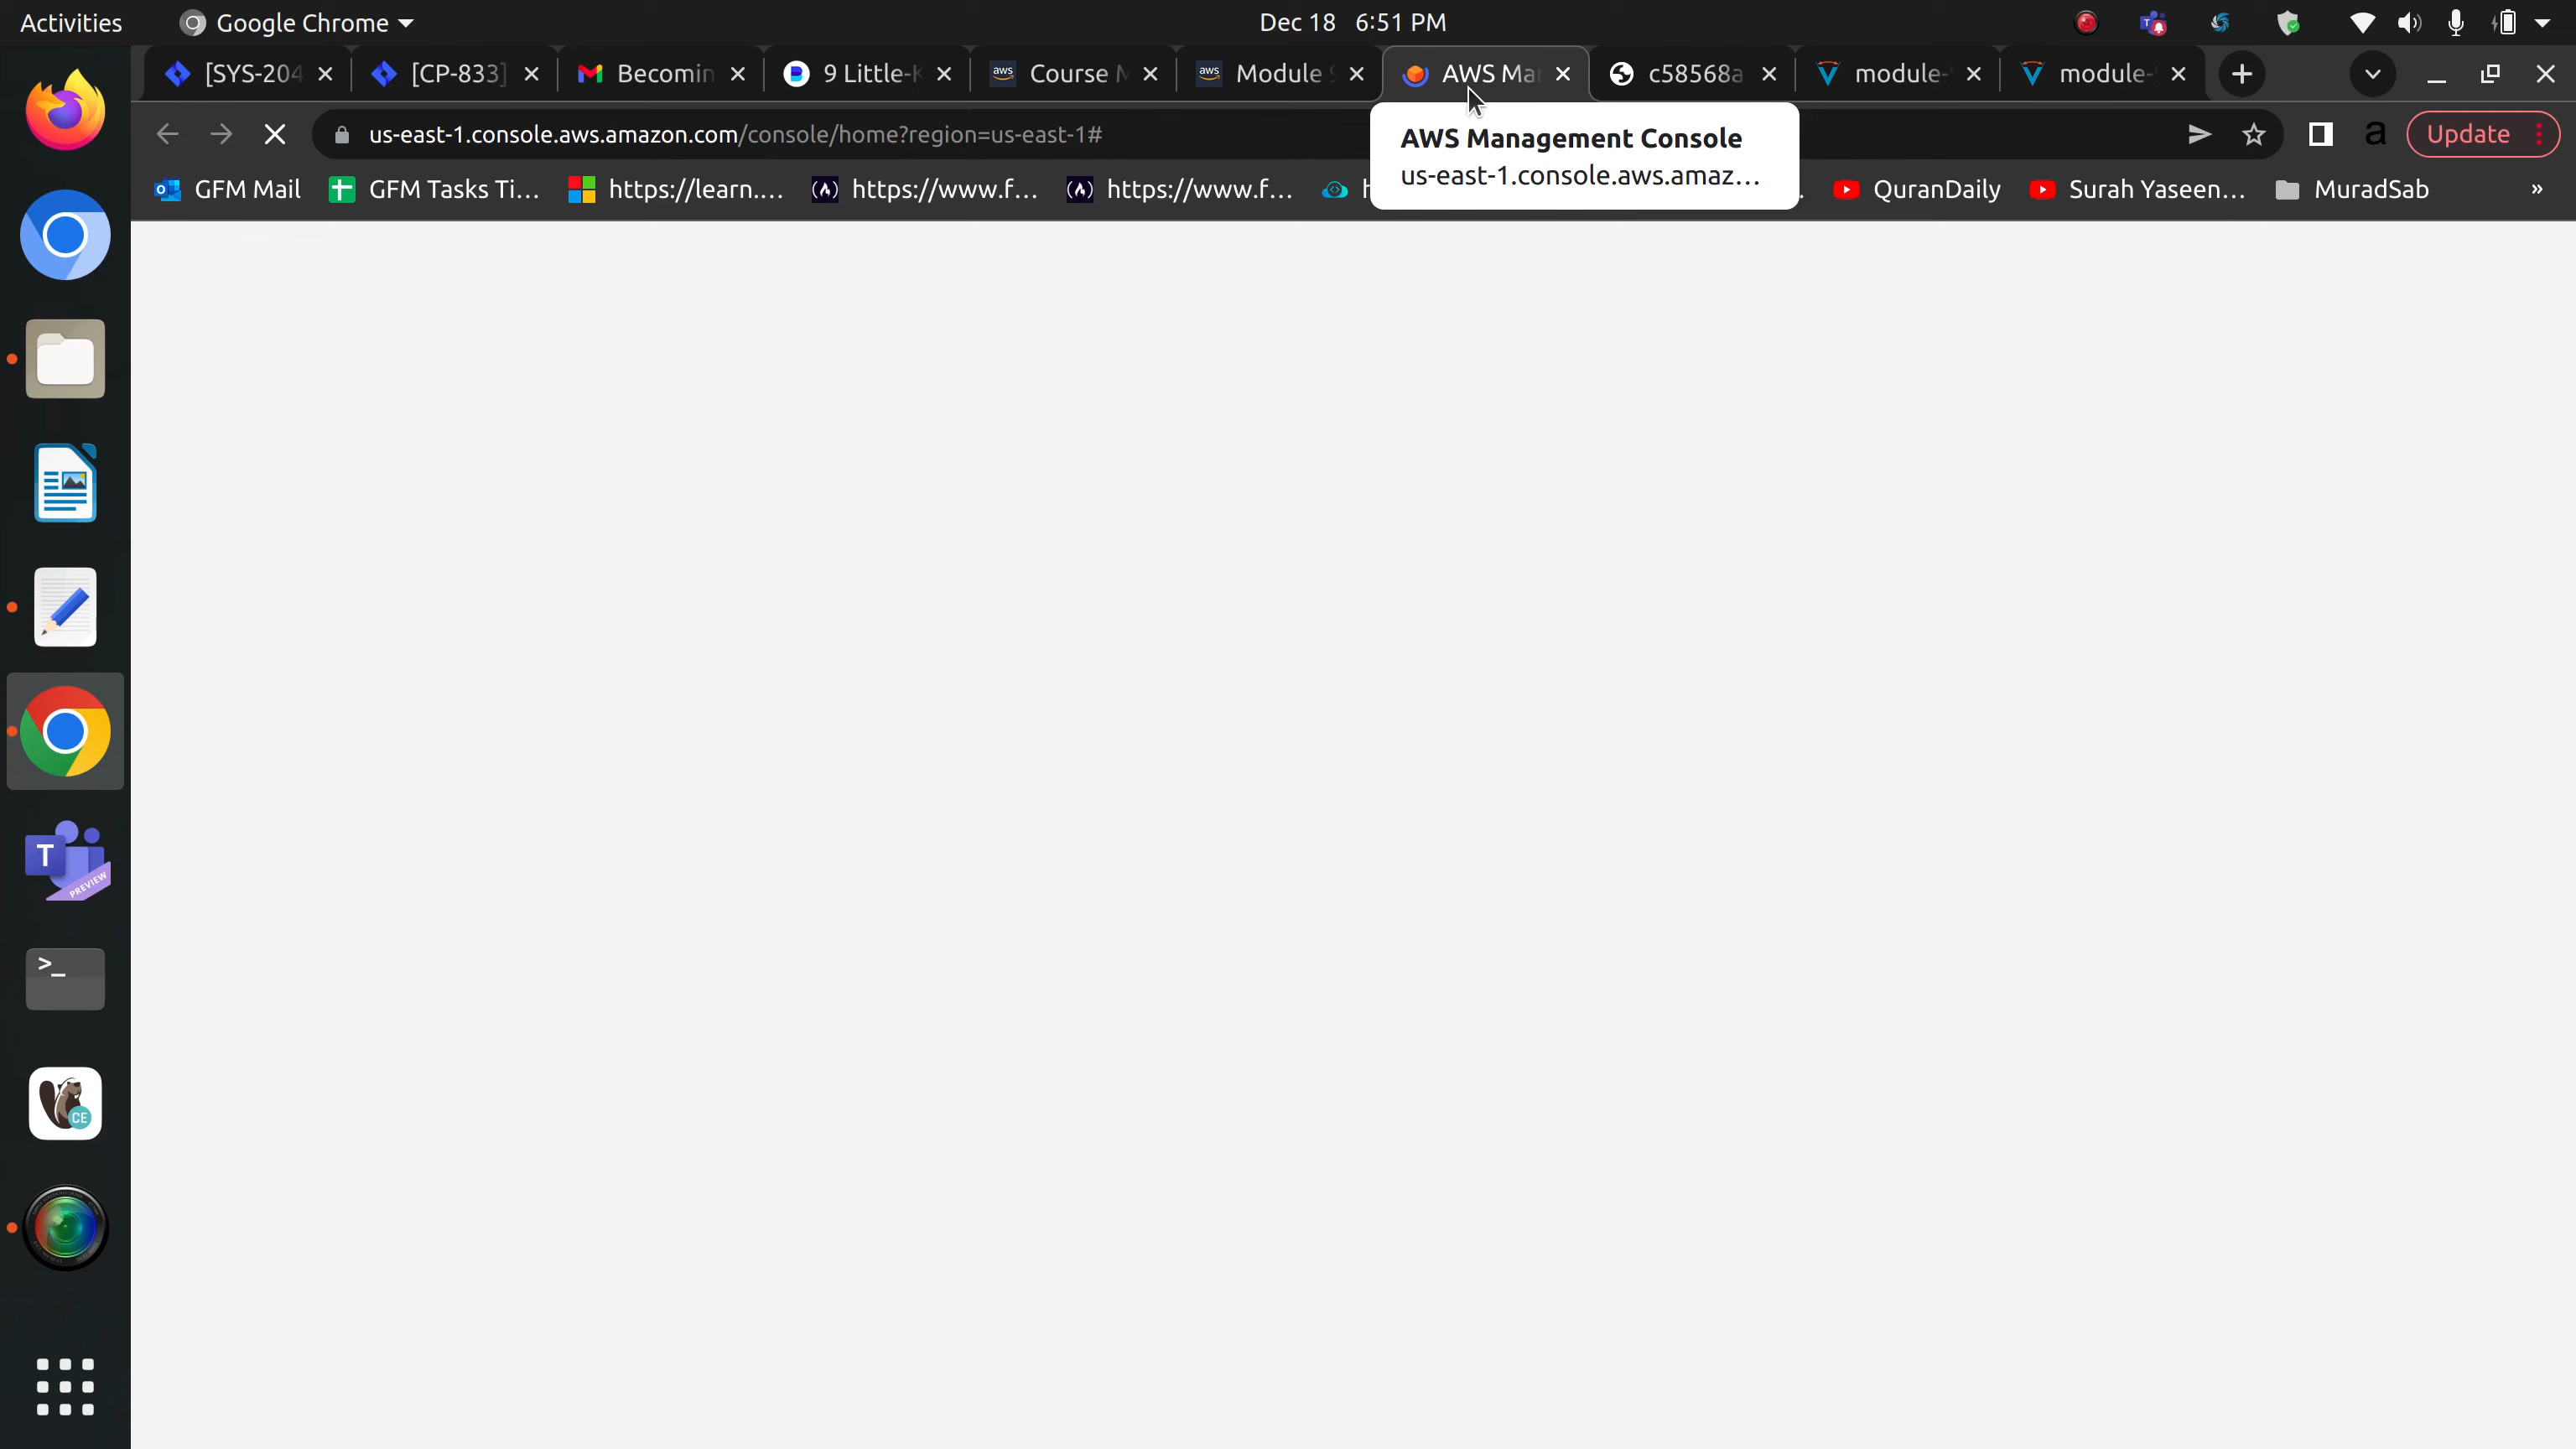 Activities Google Chrome Dec 18 6:51 PM
[SYS-204 [CP-833] Becomin 9 Little-K Course M Module 9 AWS Ma c58568a module- module-
us-east-1.console.aws.amazon.com/console/home?region=us-east-1# Update
AWS Management Console
us-east-1.console.aws.amaz...
GFM Mail GFM Tasks Ti... https://learn.... https://www.f... https://www.f... QuranDaily Surah Yaseen... MuradSab »
T
PREVIEW
>_
CE